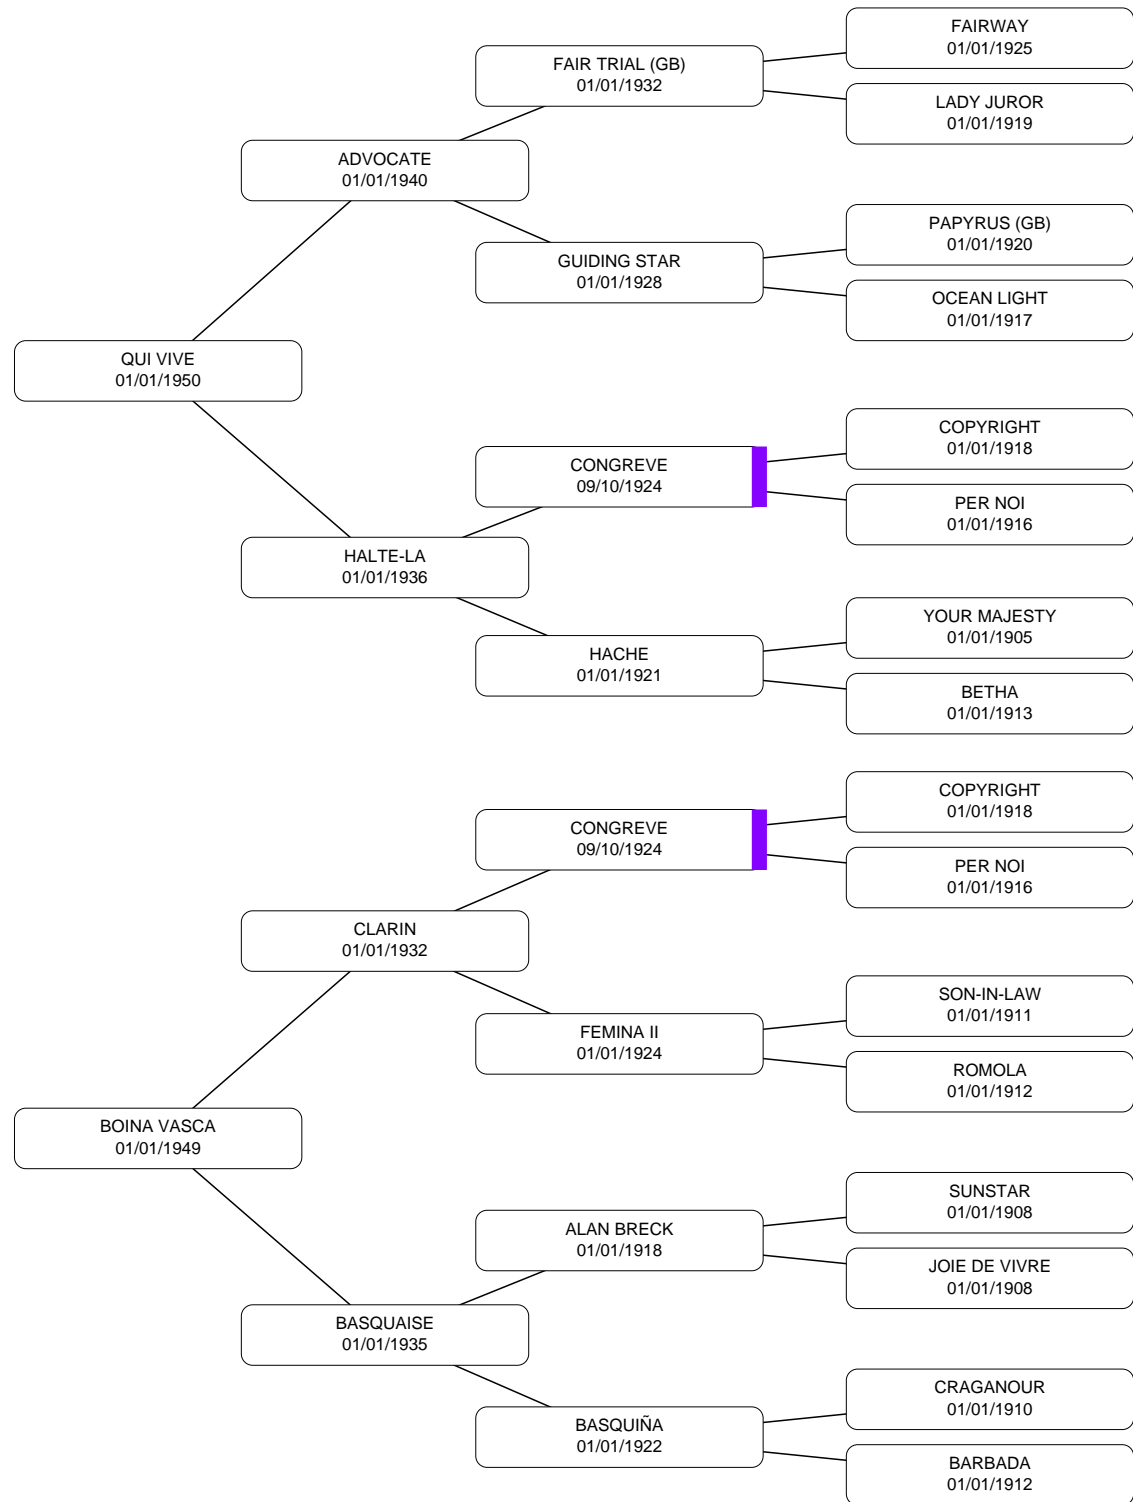 FAIRWAY
01/01/1925
FAIR TRIAL (GB)
01/01/1932
LADY JUROR
01/01/1919
ADVOCATE
01/01/1940
PAPYRUS (GB)
01/01/1920
GUIDING STAR
01/01/1928
OCEAN LIGHT
01/01/1917
QUI VIVE
01/01/1950
COPYRIGHT
01/01/1918
CONGREVE
09/10/1924
PER NOI
01/01/1916
HALTE-LA
01/01/1936
YOUR MAJESTY
01/01/1905
HACHE
01/01/1921
BETHA
01/01/1913
COPYRIGHT
01/01/1918
CONGREVE
09/10/1924
PER NOI
01/01/1916
CLARIN
01/01/1932
SON-IN-LAW
01/01/1911
FEMINA II
01/01/1924
ROMOLA
01/01/1912
BOINA VASCA
01/01/1949
SUNSTAR
01/01/1908
ALAN BRECK
01/01/1918
JOIE DE VIVRE
01/01/1908
BASQUAISE
01/01/1935
CRAGANOUR
01/01/1910
BASQUIÑA
01/01/1922
BARBADA
01/01/1912